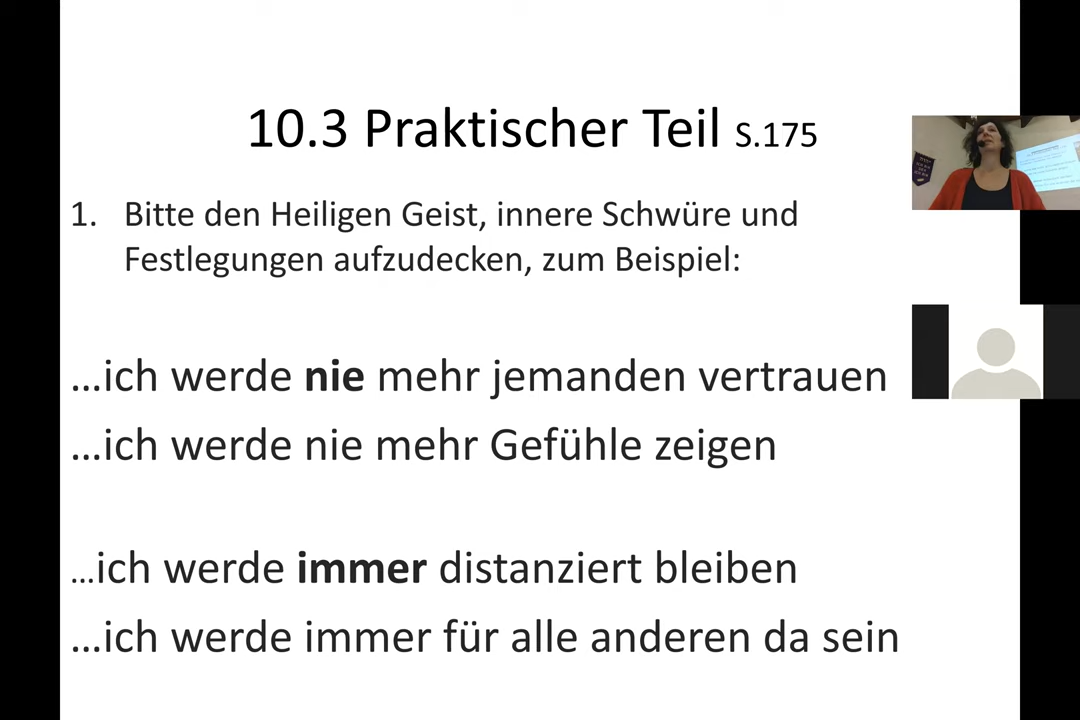 10.3 Praktischer Teil S.175
1. Bitte den Heiligen Geist, innere Schwüre und
Festlegungen aufzudecken, zum Beispiel:
...ich werde nie mehr jemanden vertrauen
...ich werde nie mehr Gefühle zeigen
...ich werde immer distanziert bleiben
...ich werde immer für alle anderen da sein